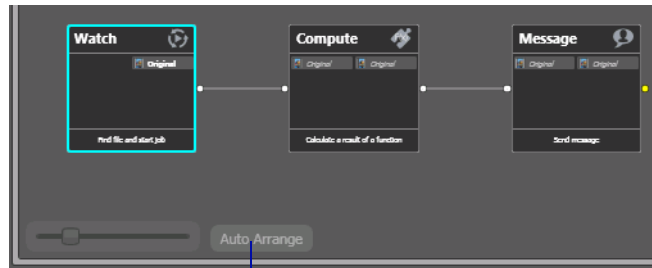 Watch Compute Message
Original Original Original Original Original
Find file and start job Calculate a result of a function Send message
Auto Arrange